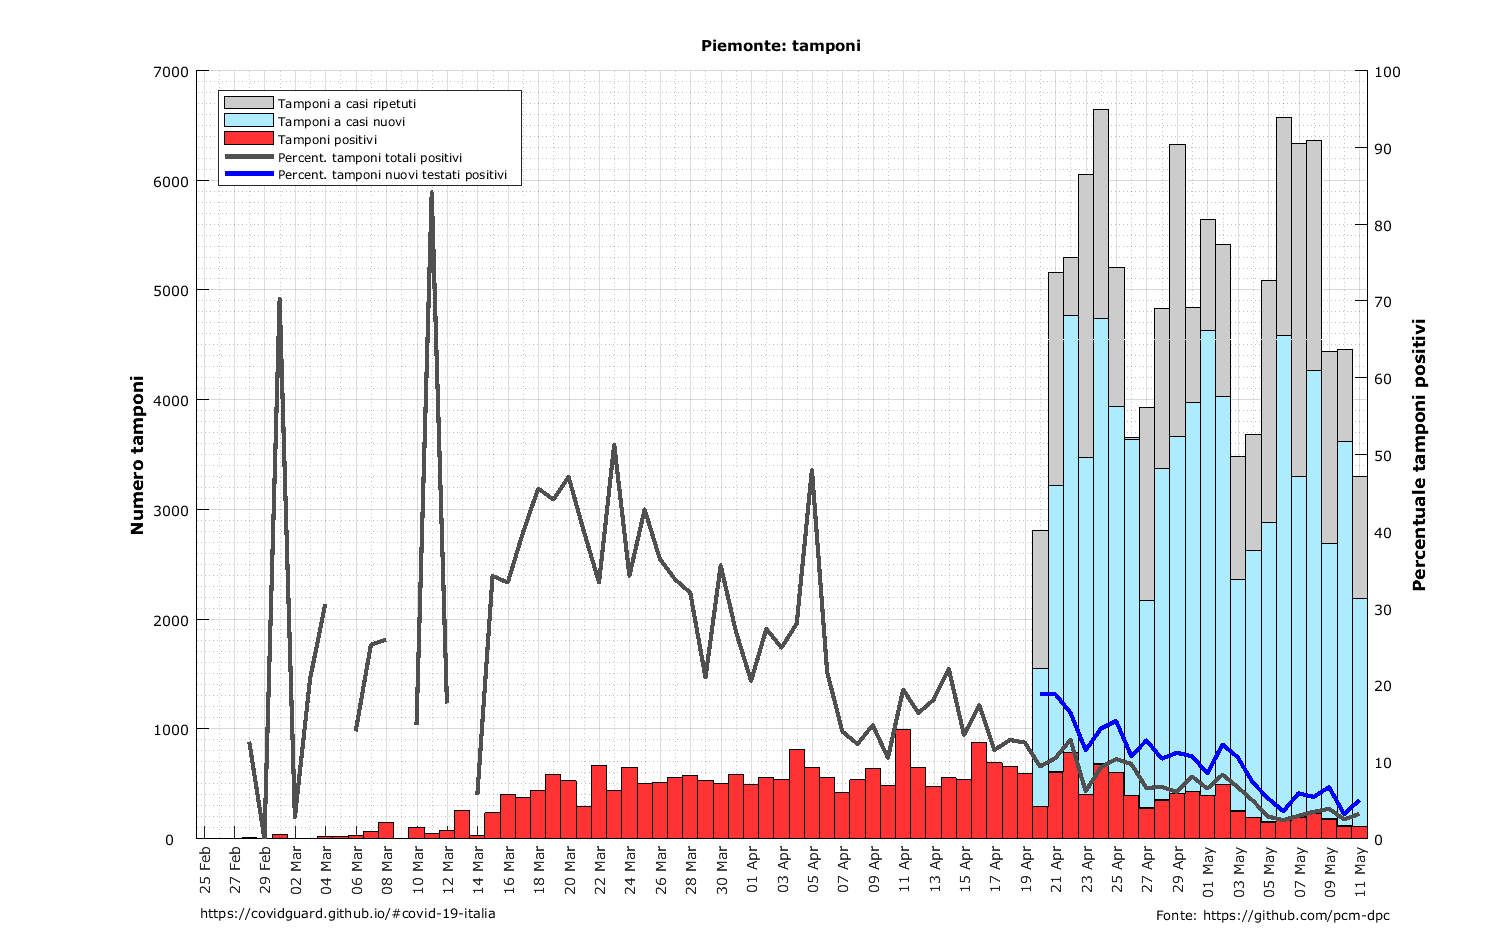 Piemonte: tamponi
7000
6000
5000
4000
3000
2000
1000
0
Numero tamponi
Tamponi a casi ripetuti
Tamponi a casi nuovi
Tamponi positivi
Percent. tamponi totali positivi
Percent. tamponi nuovi testati positivi
100
90
80
70
60
50
40
30
20
10
0
Percentuale tamponi positivi
25 Feb
27 Feb
29 Feb
02 Mar
04 Mar
06 Mar
08 Mar
10 Mar
12 Mar
14 Mar
16 Mar
18 Mar
20 Mar
22 Mar
24 Mar
26 Mar
28 Mar
30 Mar
01 Apr
03 Apr
05 Apr
07 Apr
09 Apr
11 Apr
13 Apr
15 Apr
17 Apr
19 Apr
21 Apr
23 Apr
25 Apr
27 Apr
29 Apr
01 May
03 May
05 May
07 May
09 May
11 May
https://covidguard.github.io/#covid-19-italia
Fonte: https://github.com/pcm-dpc